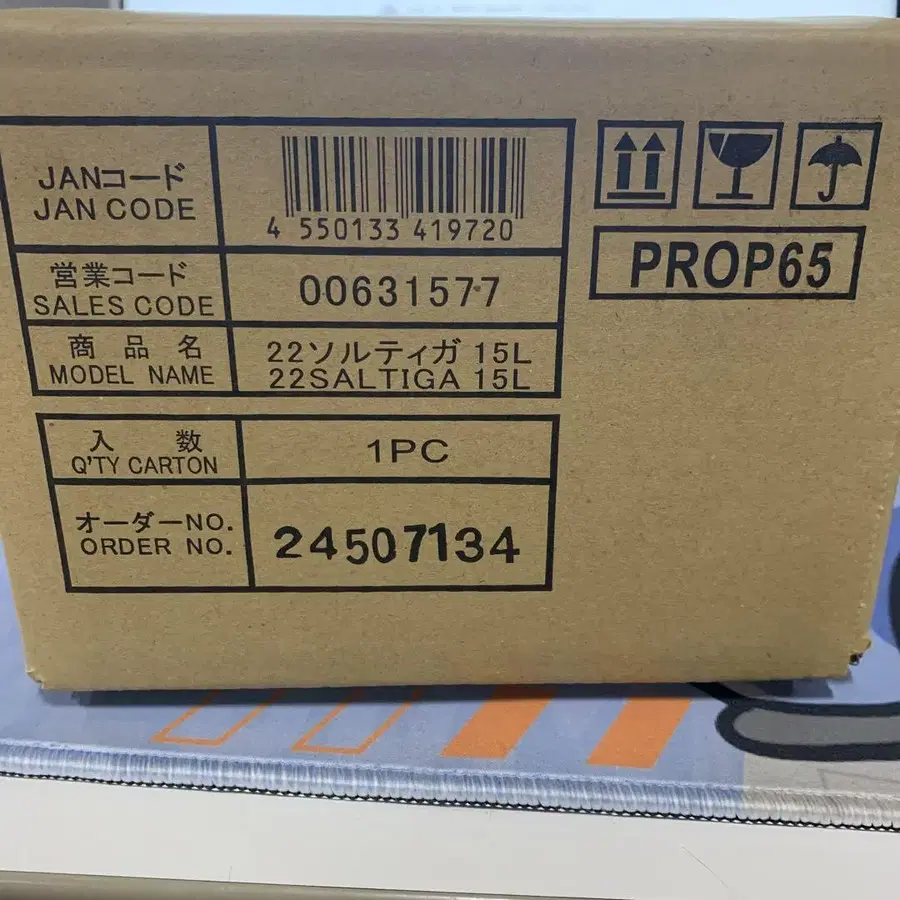 JANコード
JAN CODE
4 550133 419720
営業コード
SALES CODE
00631577
商品名
MODEL NAME
22ソルティガ 15L
22SALTIGA 15L
入数
Q'TY CARTON
1PC
オーダーNO.
ORDER NO.
24507134
PROP65